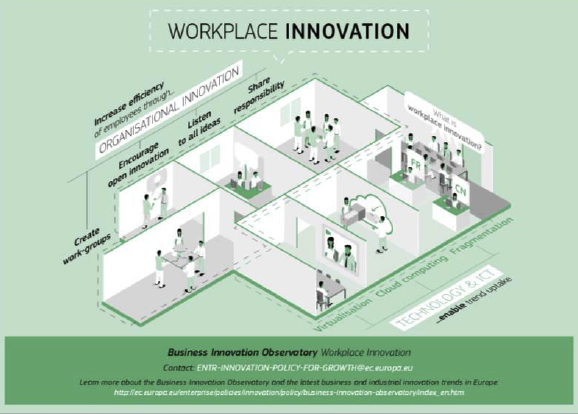 WORKPLACE INNOVATION
Increase efficiency
of employees through...
ORGANISATIONAL INNOVATION
Share
responsibility
Listen
to all ideas
Encourage
open innovation
Create
work-groups
What is
workplace innovation?
FR
CN
Virtualisation
Cloud computing
Fragmentation
TECHNOLOGY & ICT
...enable trend uptake
Business Innovation Observatory Workplace Innovation
Contact: ENTR-INNOVATION-POLICY-FOR-GROWTH@ec.europa.eu
Learn more about the Business Innovation Observatory and the latest business and industrial innovation trends in Europe
http://ec.europa.eu/enterprise/policies/innovation/policy/business-innovation-observatory/index_en.htm